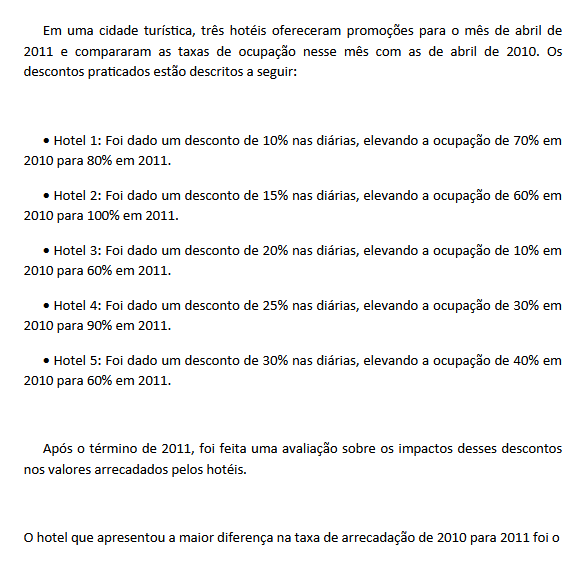 Em uma cidade turística, três hotéis ofereceram promoções para o mês de abril de
2011 e compararam as taxas de ocupação nesse mês com as de abril de 2010. Os
descontos praticados estão descritos a seguir:
• Hotel 1: Foi dado um desconto de 10% nas diárias, elevando a ocupação de 70% em
2010 para 80% em 2011.
• Hotel 2: Foi dado um desconto de 15% nas diárias, elevando a ocupação de 60% em
2010 para 100% em 2011.
• Hotel 3: Foi dado um desconto de 20% nas diárias, elevando a ocupação de 10% em
2010 para 60% em 2011.
• Hotel 4: Foi dado um desconto de 25% nas diárias, elevando a ocupação de 30% em
2010 para 90% em 2011.
• Hotel 5: Foi dado um desconto de 30% nas diárias, elevando a ocupação de 40% em
2010 para 60% em 2011.
Após o término de 2011, foi feita uma avaliação sobre os impactos desses descontos
nos valores arrecadados pelos hotéis.
O hotel que apresentou a maior diferença na taxa de arrecadação de 2010 para 2011 foi o